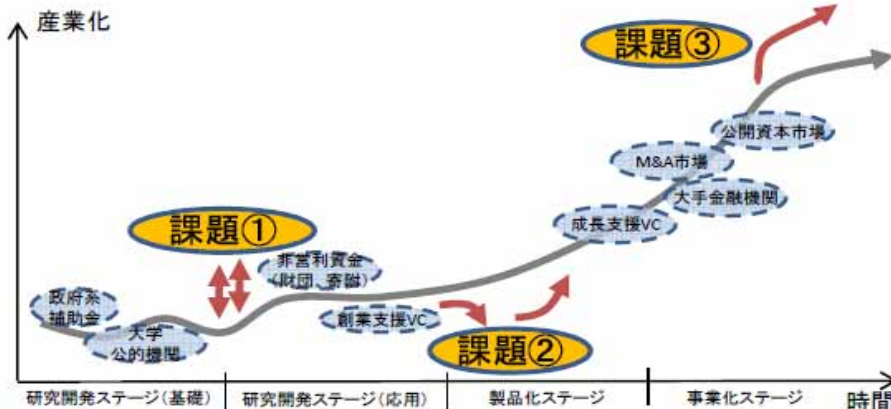 産業化
課題③
公開資本市場
M&A市場
大手金融機関
課題①
成長支援VC
非営利資金
(財団、寄附)
政府系
補助金
大学
公的機関
創業支援VC
課題②
研究開発ステージ(基礎)
研究開発ステージ(応用)
製品化ステージ
事業化ステージ
時間